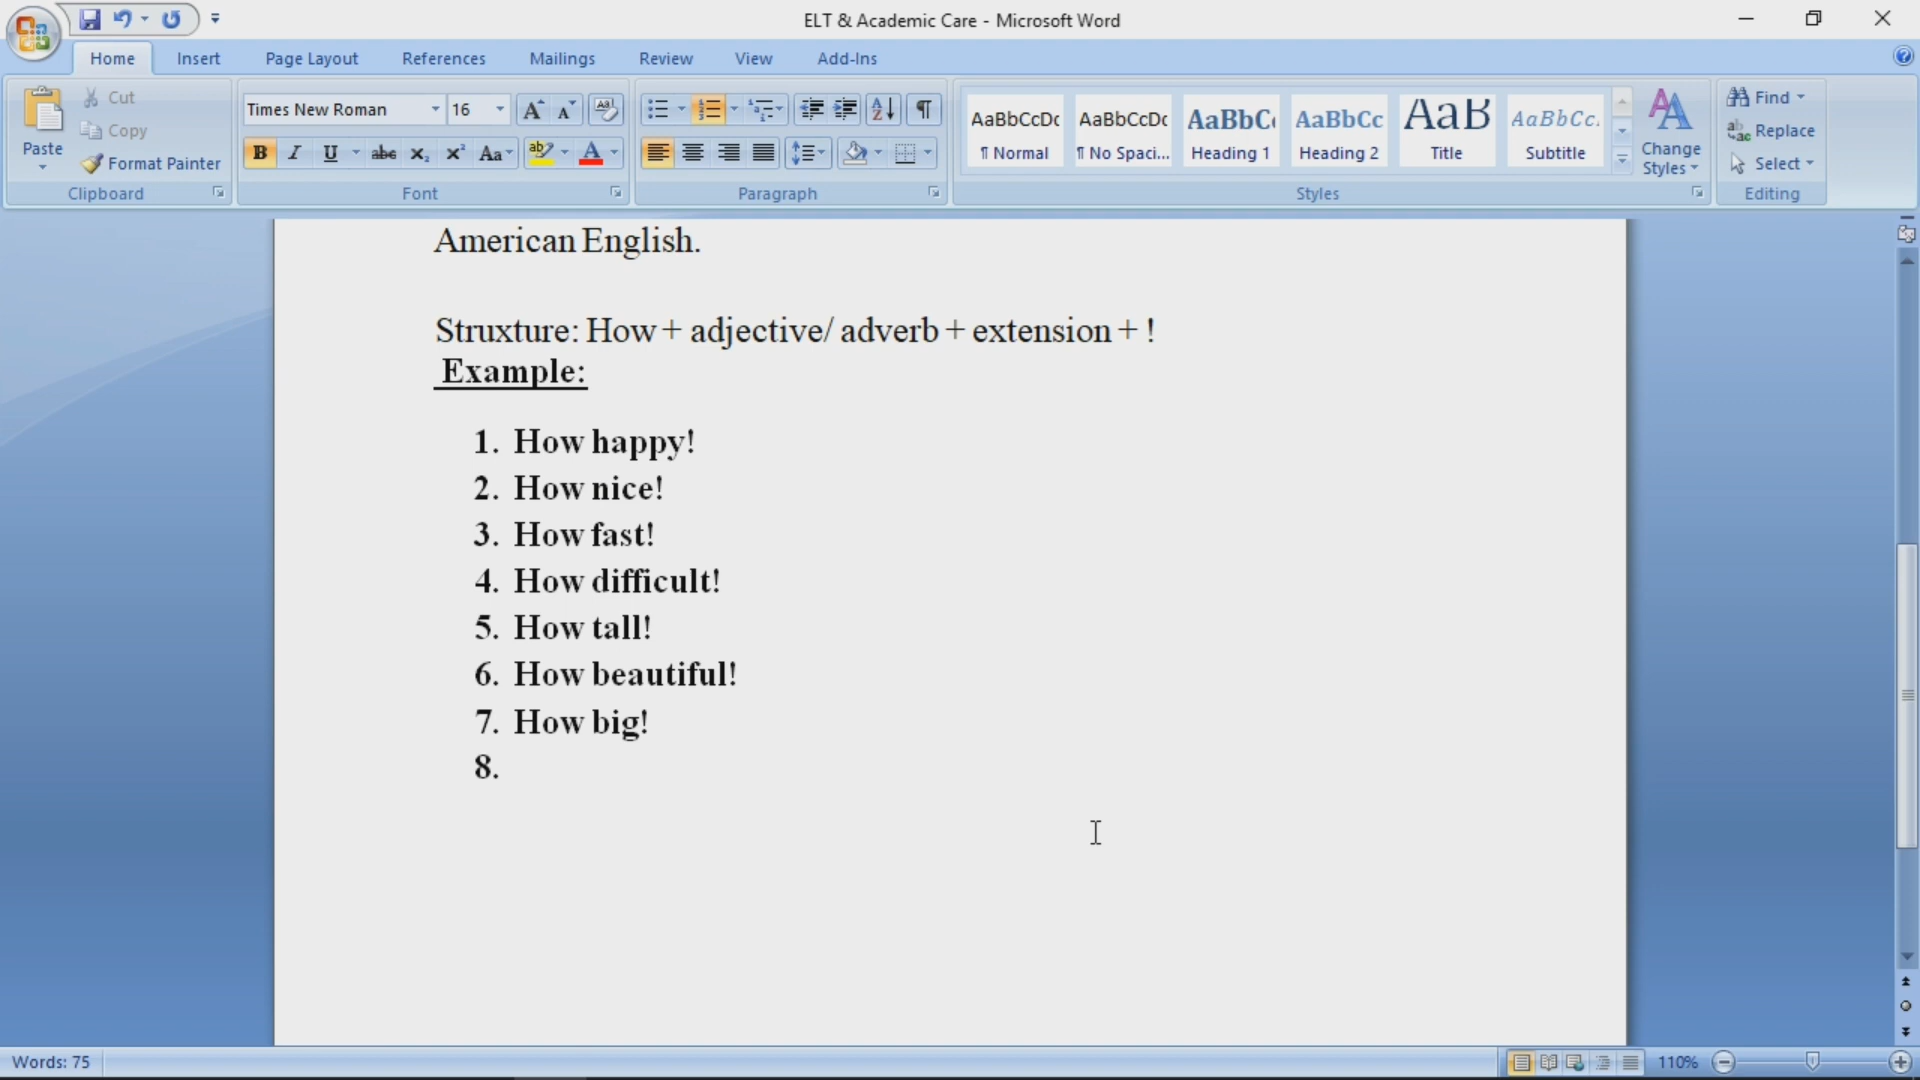 ELT & Academic Care - Microsoft Word
Home Insert Page Layout References Mailings Review View Add-Ins
Paste
Cut
Copy
Format Painter
Clipboard
Times New Roman 16
Font
Paragraph
AaBbCcDc AaBbCcDc AaBbC AaBbCc AaB AaBbCc.
¶ Normal ¶ No Spaci... Heading 1 Heading 2 Title Subtitle
Change
Styles
Styles
Find
Replace
Select
Editing
American English.
Struxture: How + adjective/ adverb + extension + !
Example:
1. How happy!
2. How nice!
3. How fast!
4. How difficult!
5. How tall!
6. How beautiful!
7. How big!
8.
Words: 75
110%